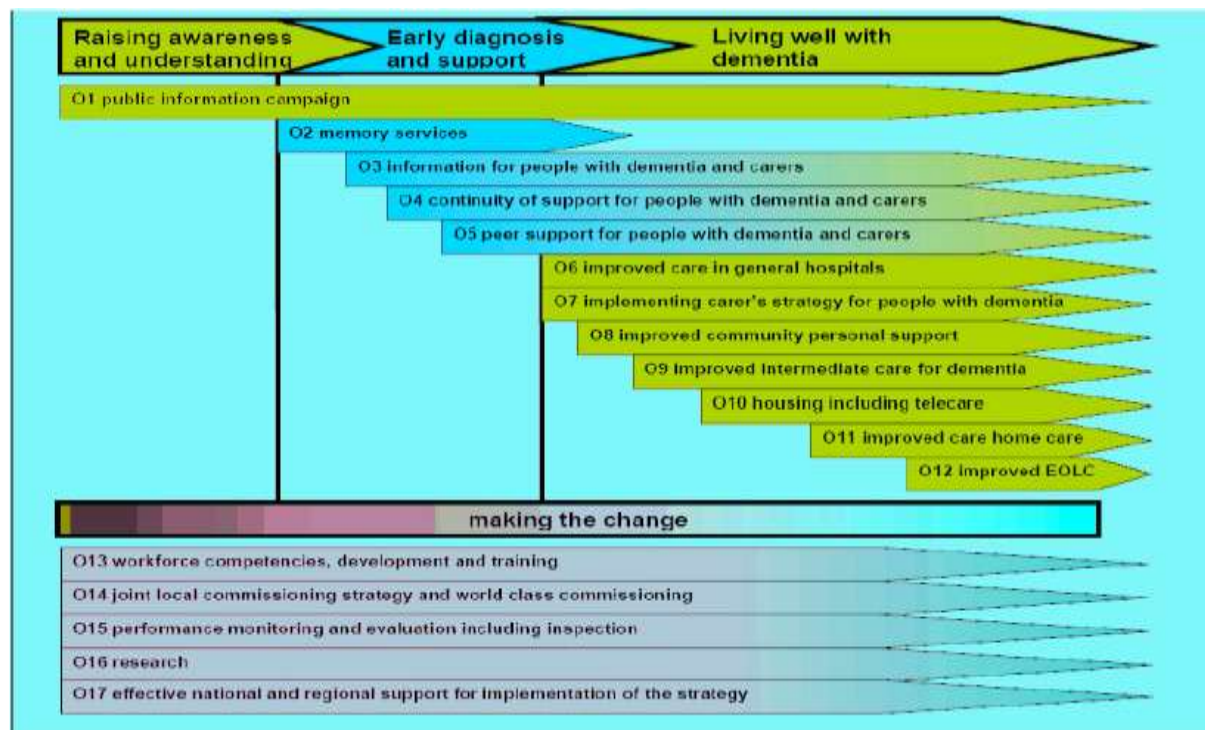 Raising awareness
and understanding
Early diagnosis
and support
Living well with
dementia
O1 public information campaign
O2 memory services
O3 information for people with dementia and carers
O4 continuity of support for people with dementia and carers
O5 peer support for people with dementia and carers
O6 improved care in general hospitals
O7 implementing carer's strategy for people with dementia
O8 improved community personal support
O9 improved Intermediate care for dementia
O10 housing including telecare
O11 improved care home care
O12 improved EOLC
making the change
O13 workforce competencies, development and training
O14 joint local commissioning strategy and world class commissioning
O15 performance monitoring and evaluation including inspection
O16 research
O17 effective national and regional support for implementation of the strategy